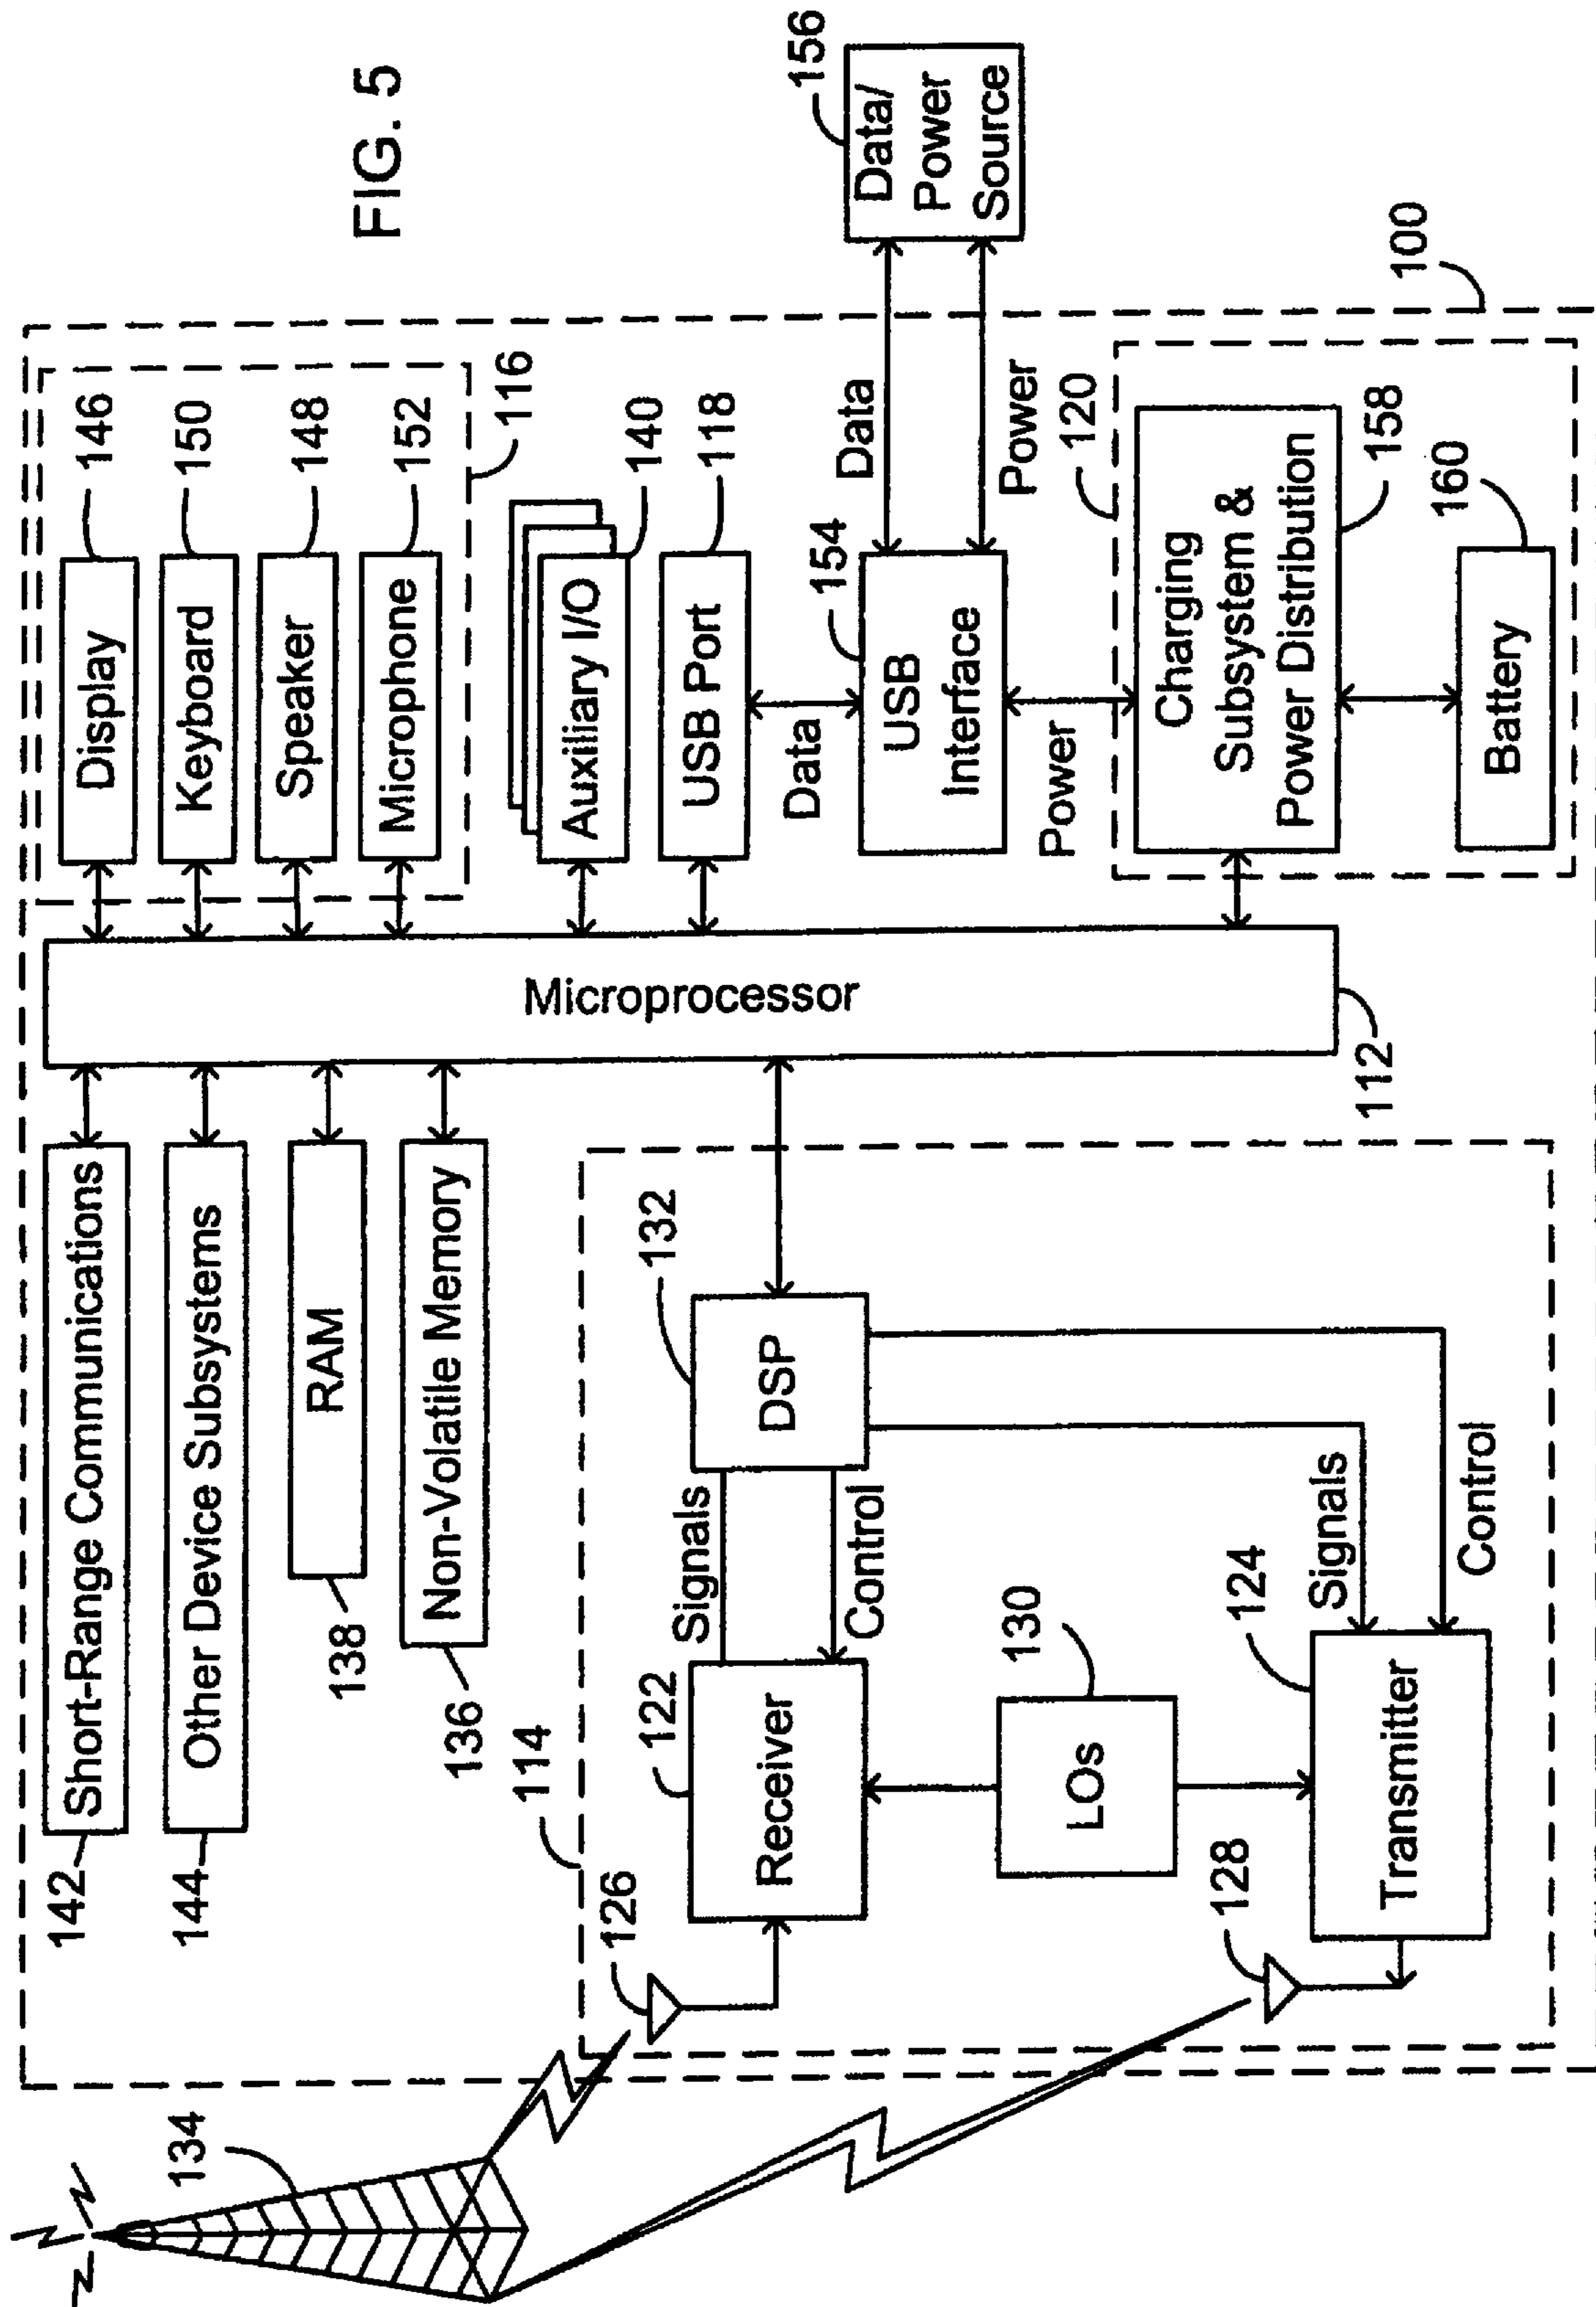 FIG. 5
134
142
Short-Range Communications
144
Other Device Subsystems
138
RAM
136
Non-Volatile Memory
114
126
122
Receiver
Signals
Control
132
DSP
130
LOs
128
124
Transmitter
Signals
Control
Microprocessor
112
Display
146
Keyboard
150
Speaker
148
Microphone
152
116
Auxiliary I/O
140
USB Port
118
Data
154
USB
Interface
Data
Power
156
Data/
Power
Source
Power
120
Charging
Subsystem &
Power Distribution
158
160
Battery
100